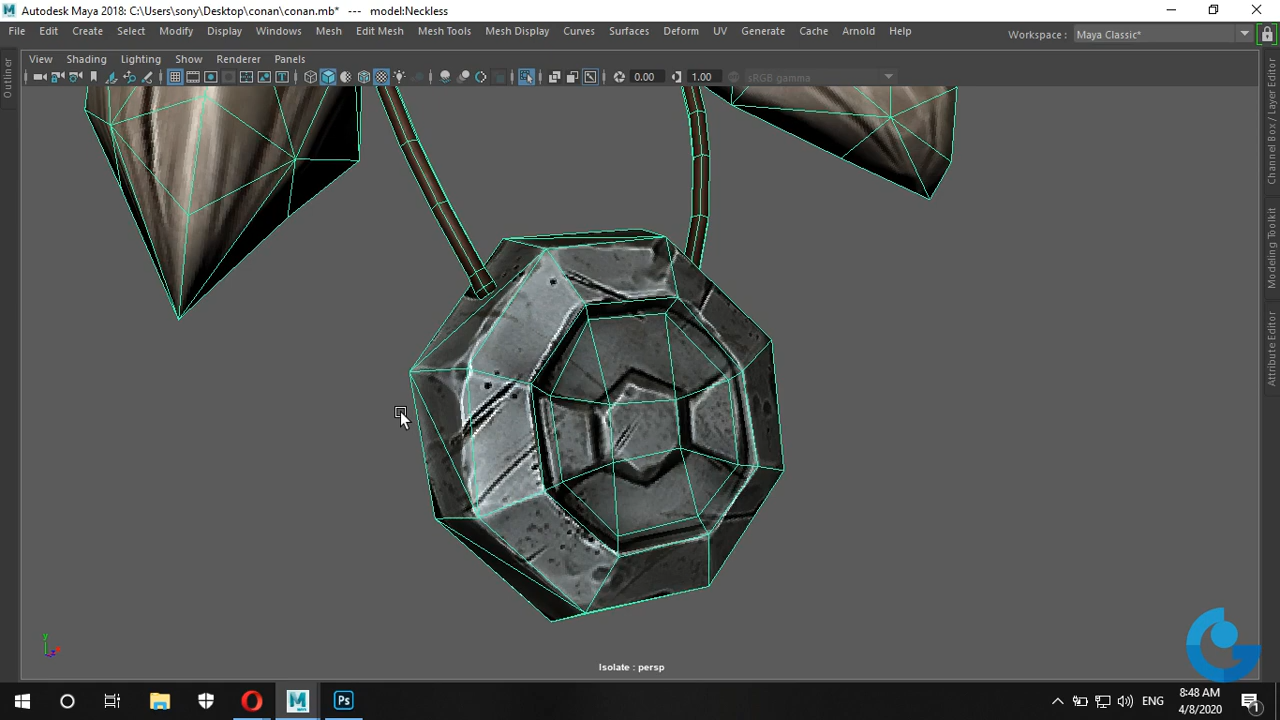 Autodesk Maya 2018: C:\Users\sony\Desktop\conan\conan.mb* --- model:Neckless
File Edit Create Select Modify Display Windows Mesh Edit Mesh Mesh Tools Mesh Display Curves Surfaces Deform UV Generate Cache Arnold Help Workspace : Maya Classic*
View Shading Lighting Show Renderer Panels
0.00 1.00 sRGB gamma
Outliner
Channel Box / Layer Editor
Modeling Toolkit
Attribute Editor
y
Isolate : persp
Ps
ENG
8:48 AM
4/8/2020
1